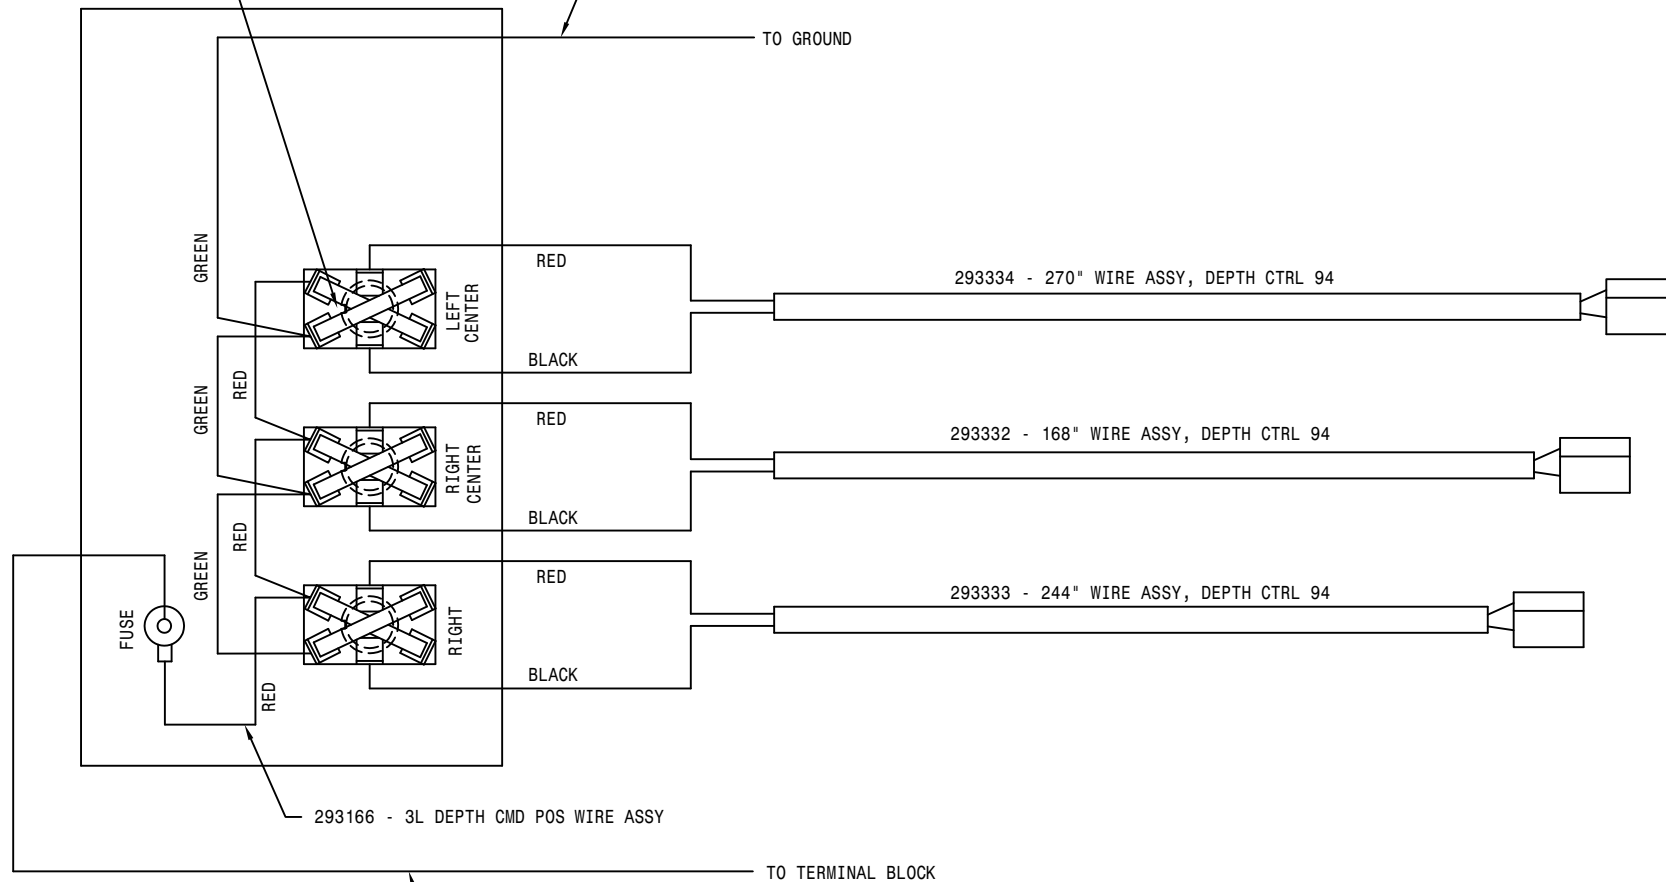 TO GROUND
GREEN
RED
LEFT
CENTER
293334 - 270" WIRE ASSY, DEPTH CTRL 94
BLACK
GREEN
RED
RED
RIGHT
CENTER
293332 - 168" WIRE ASSY, DEPTH CTRL 94
BLACK
RED
GREEN
RED
293333 - 244" WIRE ASSY, DEPTH CTRL 94
FUSE
RIGHT
BLACK
RED
293166 - 3L DEPTH CMD POS WIRE ASSY
TO TERMINAL BLOCK